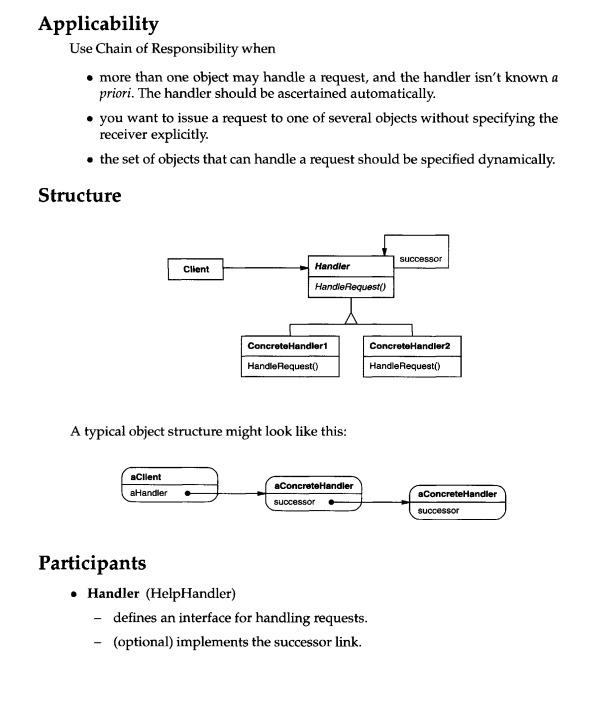 Applicability
Use Chain of Responsibility when
• more than one object may handle a request, and the handler isn't known a
priori. The handler should be ascertained automatically.
• you want to issue a request to one of several objects without specifying the
receiver explicitly.
• the set of objects that can handle a request should be specified dynamically.
Structure
Client
Handler
successor
HandleRequest()
ConcreteHandler1
ConcreteHandler2
HandleRequest()
HandleRequest()
A typical object structure might look like this:
aClient
aHandler
aConcreteHandler
successor
aConcreteHandler
successor
Participants
• Handler (HelpHandler)
– defines an interface for handling requests.
– (optional) implements the successor link.